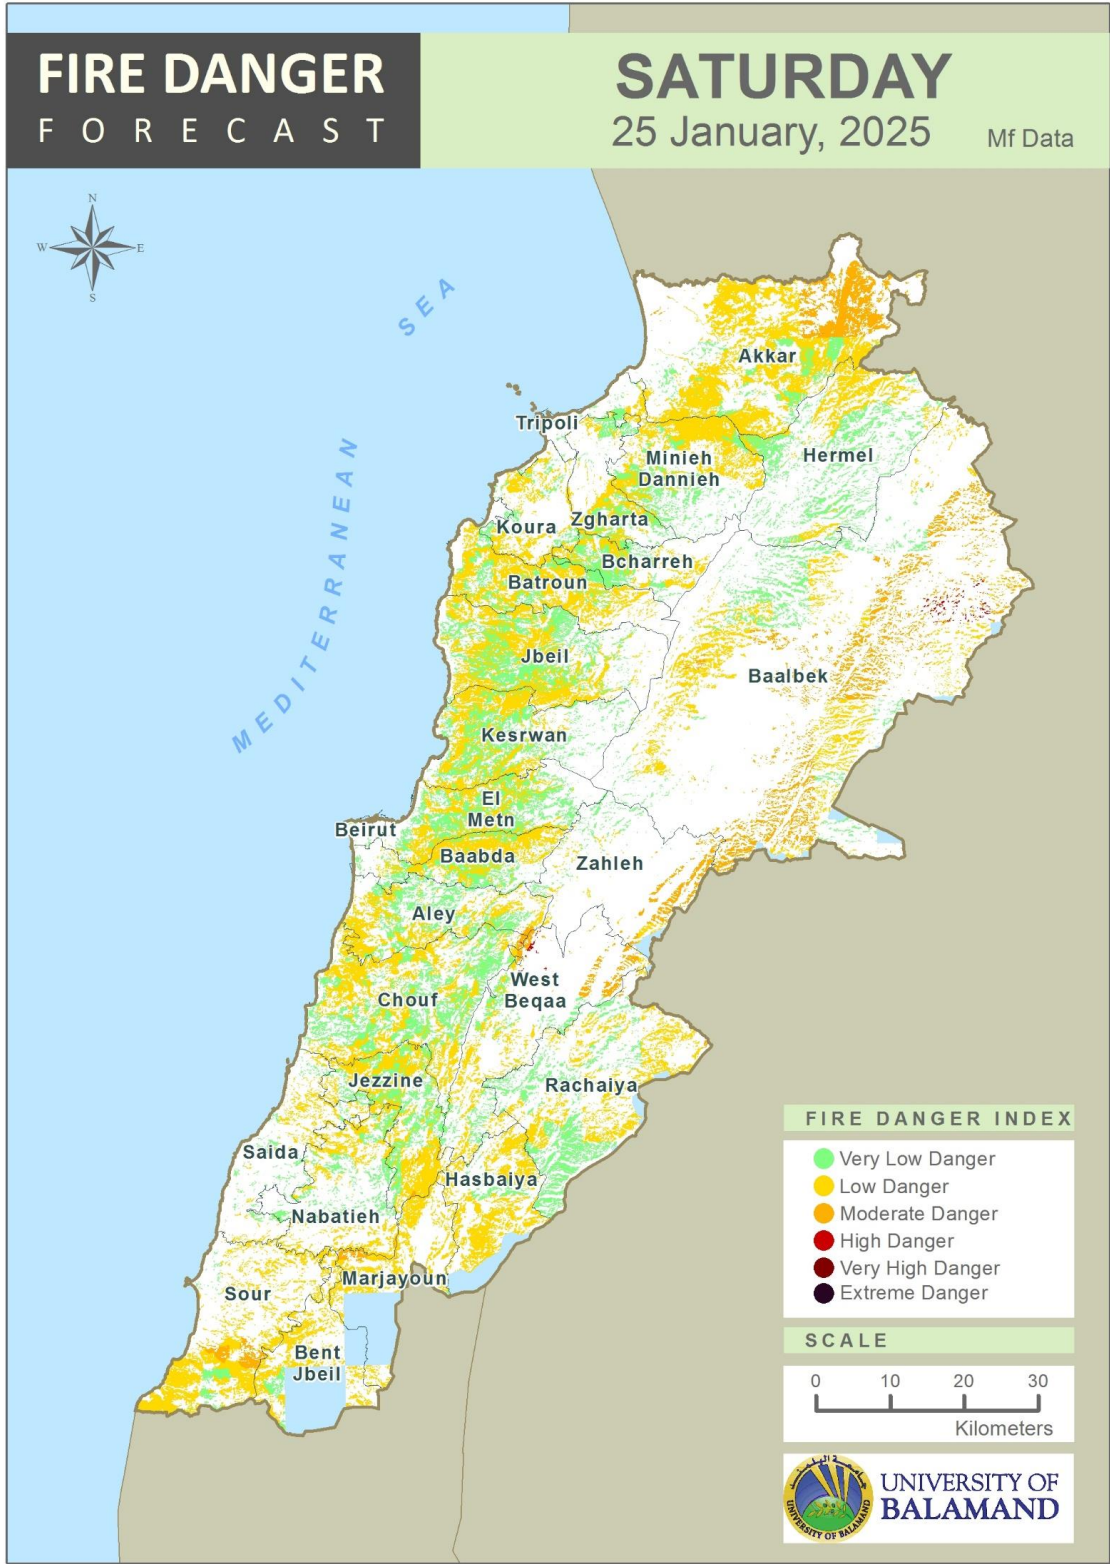 FIRE DANGER
FORECAST
SATURDAY
25 January, 2025
Mf Data
N
W
E
S
MEDITERRANEAN SEA
Akkar
Tripoli
Minieh
Dannieh
Hermel
Koura
Zgharta
Bcharreh
Batroun
Jbeil
Baalbek
Kesrwan
El
Metn
Beirut
Baabda
Zahleh
Aley
West
Beqaa
Chouf
Jezzine
Rachaiya
Saida
Hasbaiya
Nabatieh
Marjayoun
Sour
Bent
Jbeil
FIRE DANGER INDEX
Very Low Danger
Low Danger
Moderate Danger
High Danger
Very High Danger
Extreme Danger
SCALE
0 10 20 30
Kilometers
UNIVERSITY OF BALAMAND
UNIVERSITY OF
BALAMAND